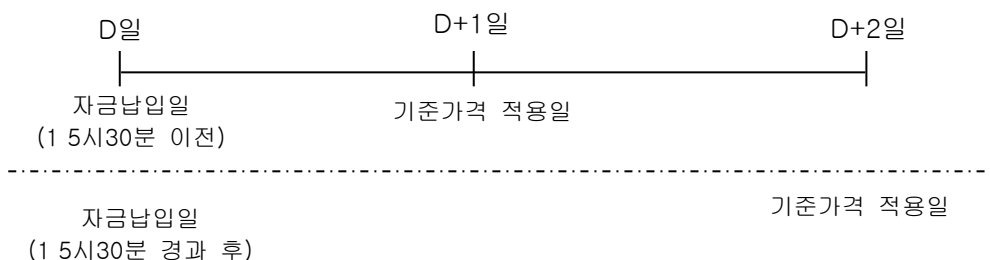 D일 D+1일 D+2일
자금납입일 기준가격 적용일
(1 5시30분 이전)
기준가격 적용일
자금납입일
(1 5시30분 경과 후)